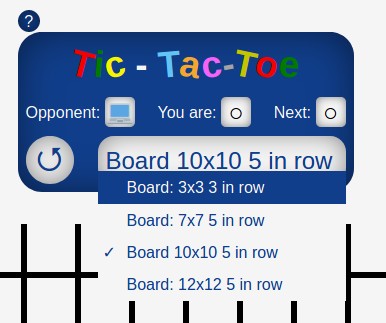 ?
Tic - Tac-Toe
Opponent: You are: o Next: o
Board 10x10 5 in row
Board: 3x3 3 in row
Board: 7x7 5 in row
✓ Board 10x10 5 in row
Board: 12x12 5 in row